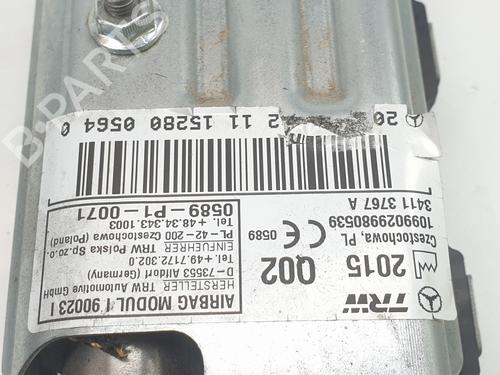 TRW
2015
Q02
Czestochowa, PL
1099029980539
3411 3767 A
0589
AIRBAG MODUL I 90023 I
HERSTELLER TRW Automotive GmbH
D-73553 Alfdorf (Germany)
Tel. +49.7172.302.0
EINFUEHRER TRW Polska Sp.zo.o.
PL-42-200 Czestochowa (Poland)
Tel. +48.34.343.1003
0589-P1-0071
20
2 11 15280 0564 0
B-PARTS